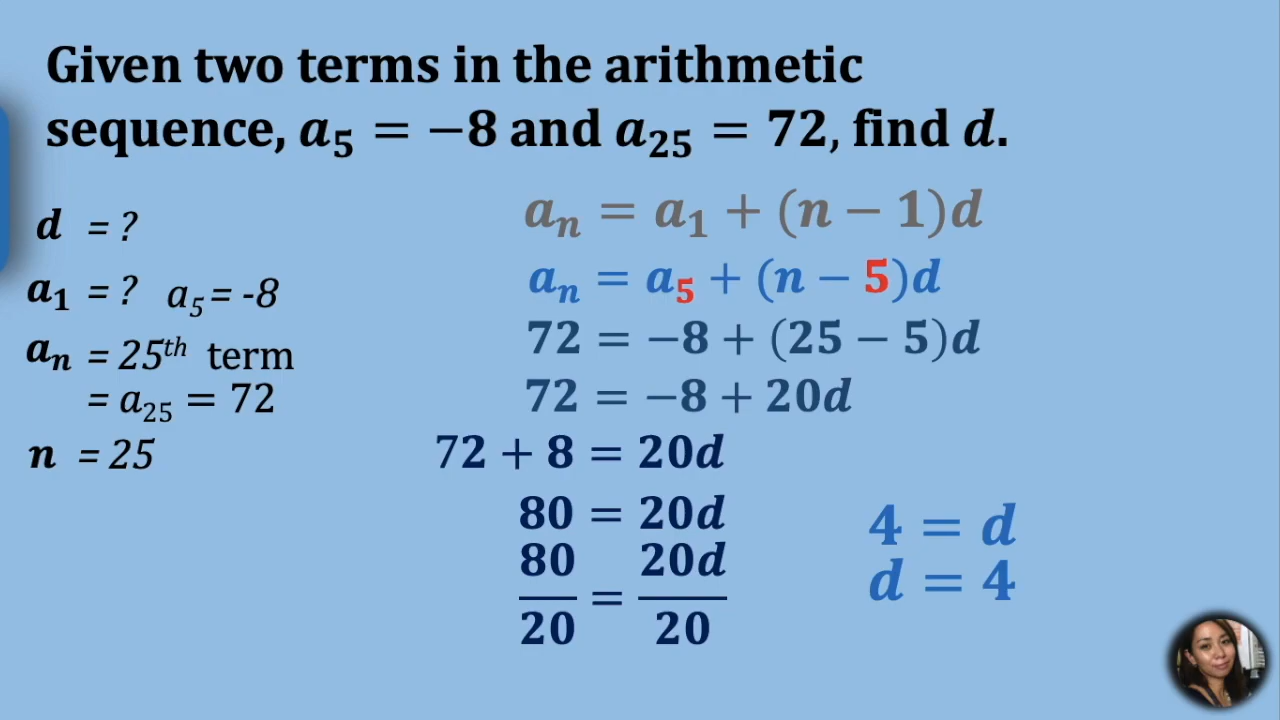 Given two terms in the arithmetic
sequence, a₅ = −8 and a₂₅ = 72, find d.
d = ?
a₁ = ? a₅ = -8
aₙ = 25ᵗʰ term
= a₂₅ = 72
n = 25
aₙ = a₁ + (n − 1)d
aₙ = a₅ + (n − 5)d
72 = −8 + (25 − 5)d
72 = −8 + 20d
72 + 8 = 20d
80 = 20d
80/20 = 20d/20
4 = d
d = 4